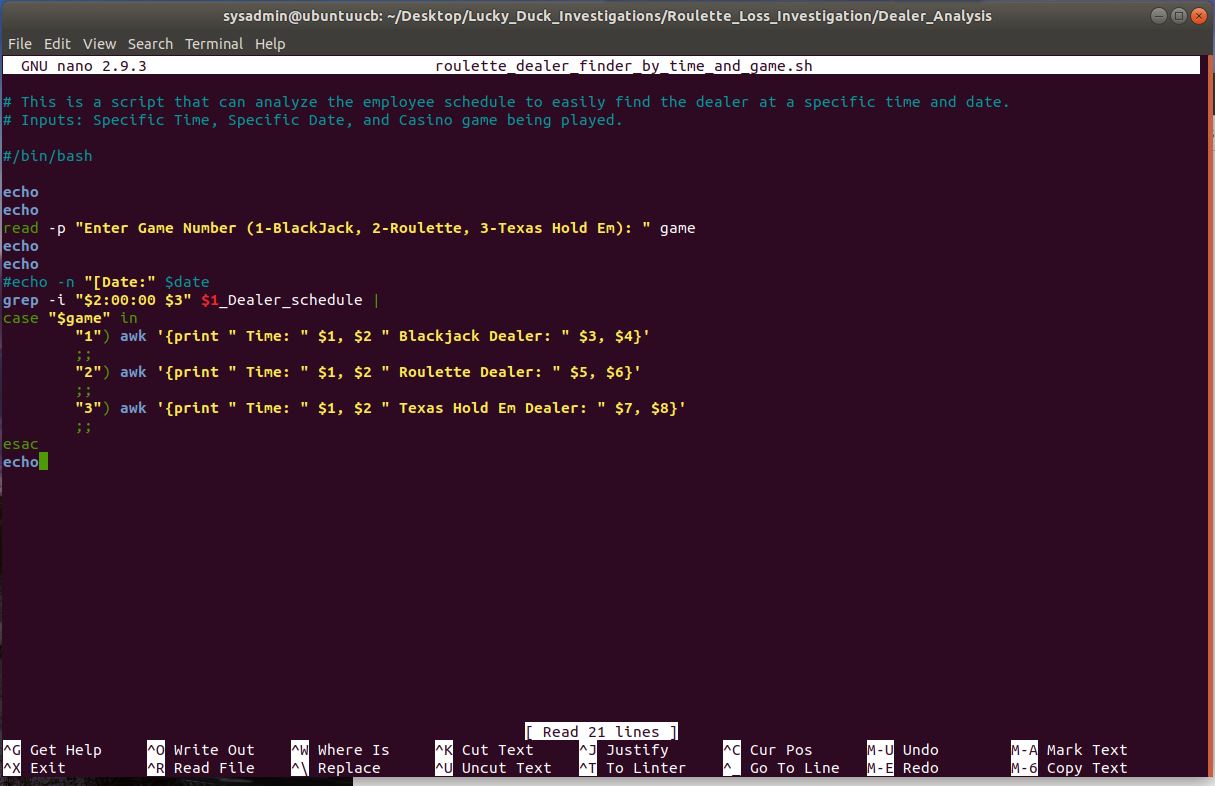 sysadmin@ubuntuucb: ~/Desktop/Lucky_Duck_Investigations/Roulette_Loss_Investigation/Dealer_Analysis
File Edit View Search Terminal Help
GNU nano 2.9.3 roulette_dealer_finder_by_time_and_game.sh
# This is a script that can analyze the employee schedule to easily find the dealer at a specific time and date.
# Inputs: Specific Time, Specific Date, and Casino game being played.
#/bin/bash
echo
echo
read -p "Enter Game Number (1-BlackJack, 2-Roulette, 3-Texas Hold Em): " game
echo
echo
#echo -n "[Date:" $date
grep -i "$2:00:00 $3" $1_Dealer_schedule |
case "$game" in
"1") awk '{print " Time: " $1, $2 " Blackjack Dealer: " $3, $4}'
;;
"2") awk '{print " Time: " $1, $2 " Roulette Dealer: " $5, $6}'
;;
"3") awk '{print " Time: " $1, $2 " Texas Hold Em Dealer: " $7, $8}'
;;
esac
echo
[ Read 21 lines ]
^G Get Help ^O Write Out ^W Where Is ^K Cut Text ^J Justify ^C Cur Pos M-U Undo M-A Mark Text
^X Exit ^R Read File ^\ Replace ^U Uncut Text ^T To Linter ^_ Go To Line M-E Redo M-6 Copy Text